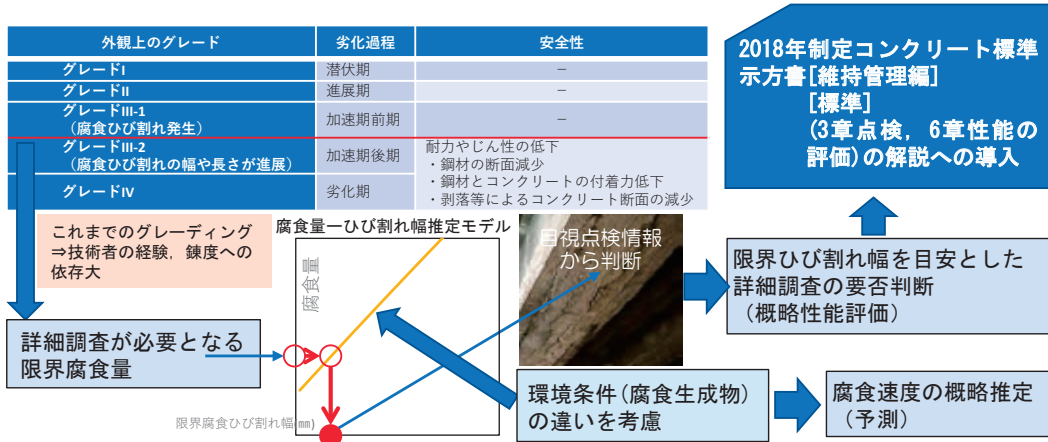 外観上のグレード 劣化過程 安全性
グレードI 潜伏期 －
グレードII 進展期 －
グレードIII-1
（腐食ひび割れ発生） 加速期前期 －
グレードIII-2
（腐食ひび割れの幅や長さが進展） 加速期後期
グレードIV 劣化期
耐力やじん性の低下
・鋼材の断面減少
・鋼材とコンクリートの付着力低下
・剥落等によるコンクリート断面の減少
2018年制定コンクリート標準
示方書[維持管理編]
[標準]
(3章点検，6章性能の
評価)の解説への導入
これまでのグレーディング
⇒技術者の経験，錬度への
依存大
腐食量ーひび割れ幅推定モデル
腐食量
目視点検情報
から判断
限界ひび割れ幅を目安とした
詳細調査の要否判断
（概略性能評価）
詳細調査が必要となる
限界腐食量
限界腐食ひび割れ幅(㎜)
環境条件(腐食生成物)
の違いを考慮
腐食速度の概略推定
（予測）